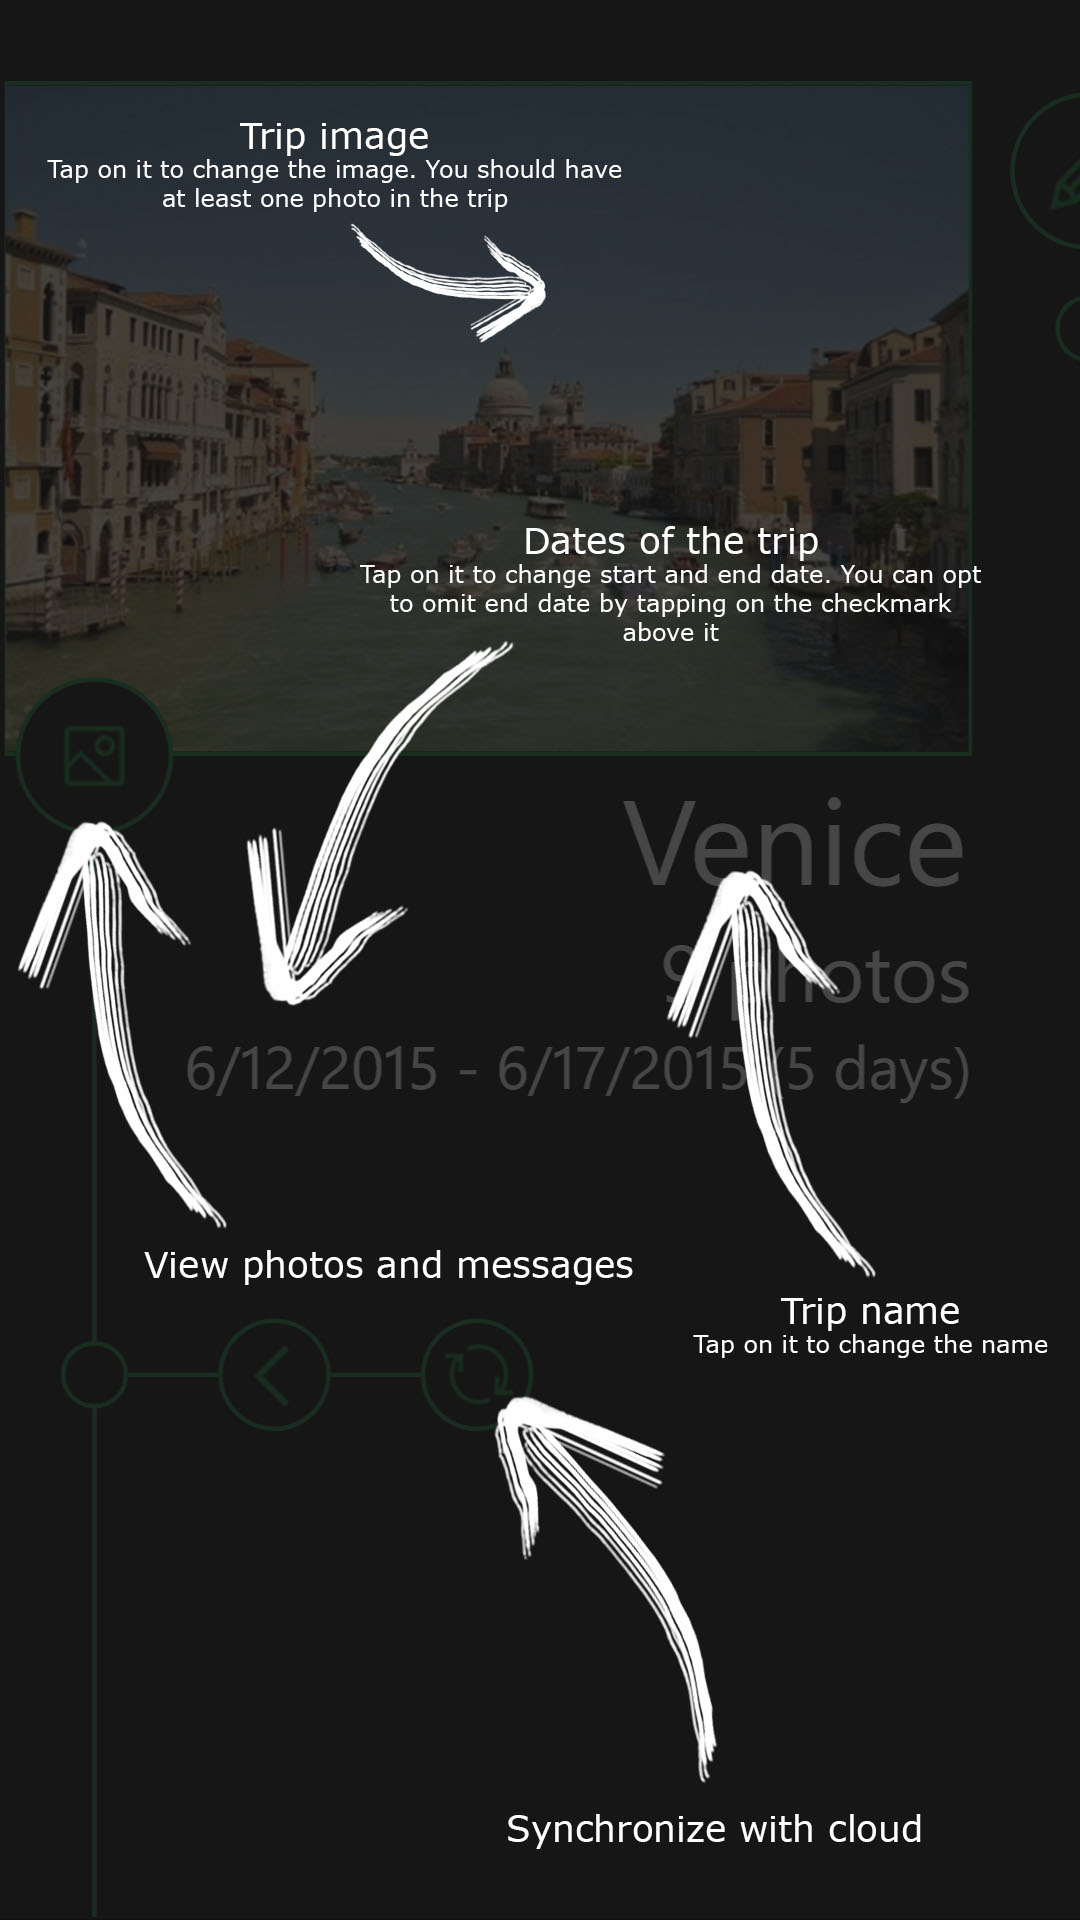 Trip image
Tap on it to change the image. You should have
at least one photo in the trip
Dates of the trip
Tap on it to change start and end date. You can opt
to omit end date by tapping on the checkmark
above it
Venice
9 photos
6/12/2015 - 6/17/2015 (5 days)
View photos and messages
Trip name
Tap on it to change the name
Synchronize with cloud